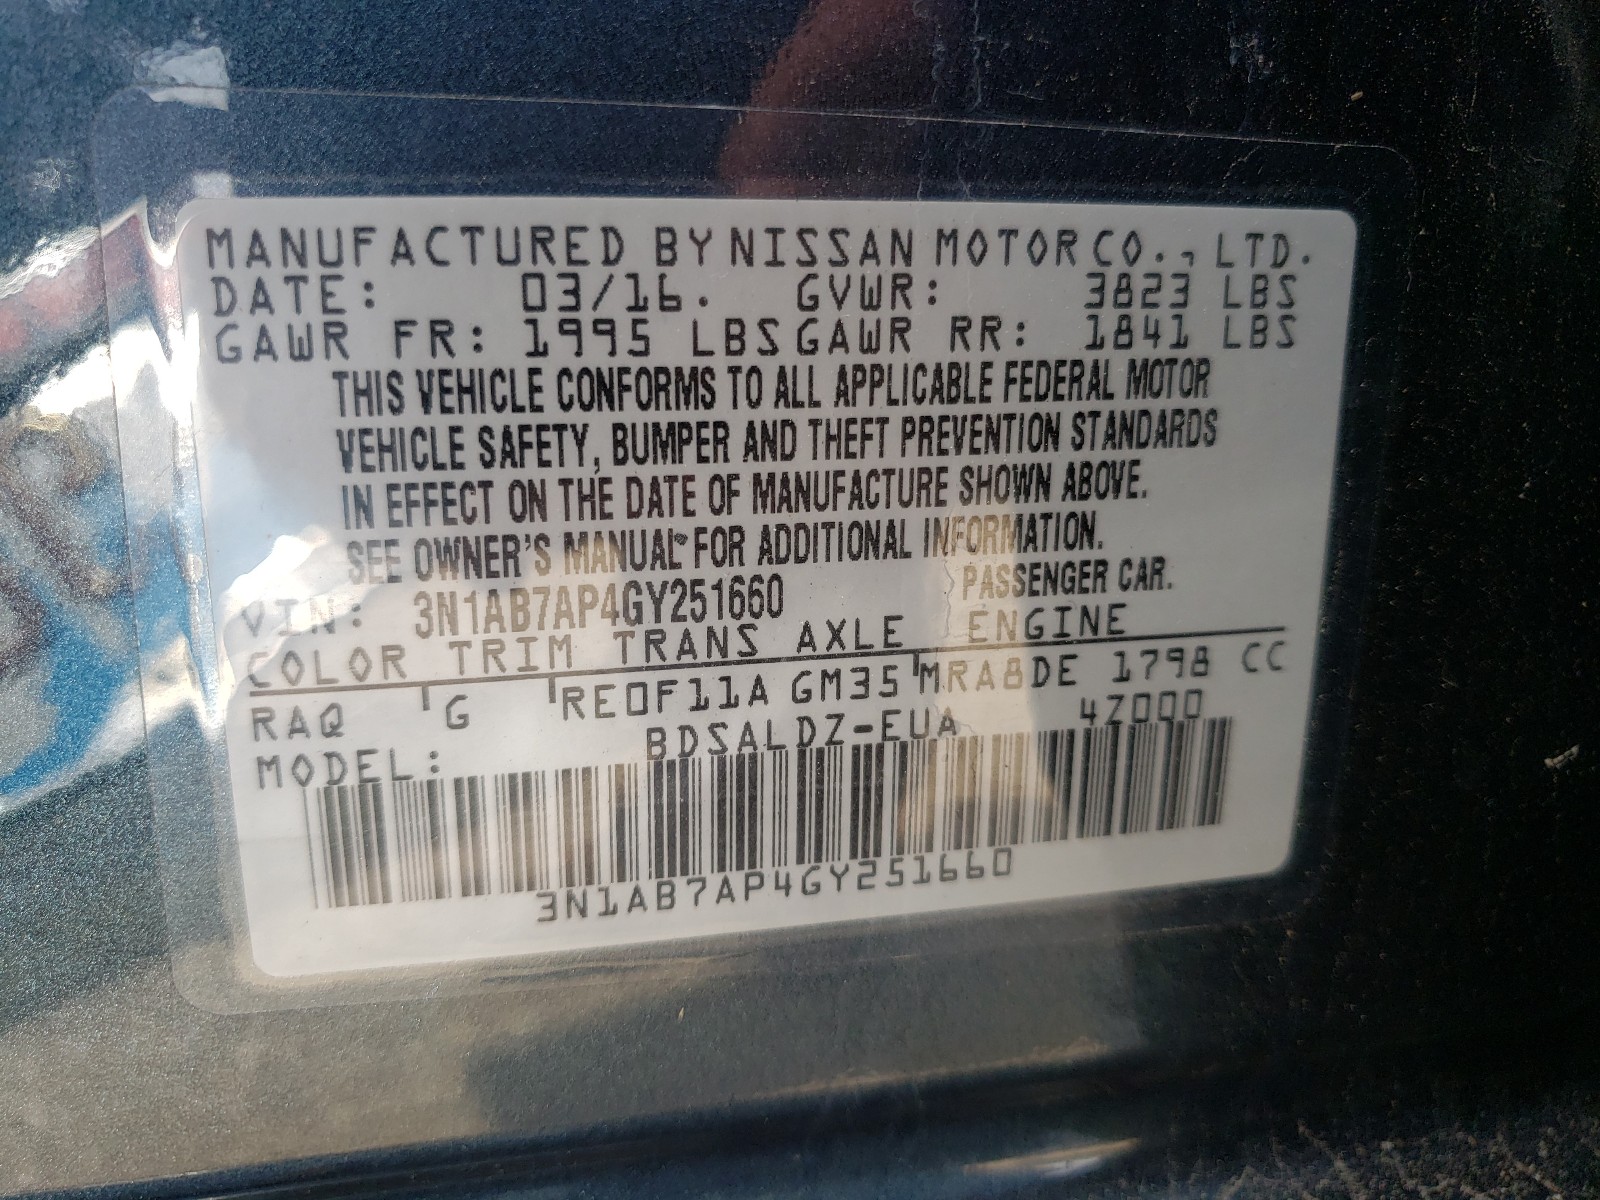 MANUFACTURED BY NISSAN MOTOR CO., LTD.
DATE: 03/16. GVWR: 3823 LBS
GAWR FR: 1995 LBS GAWR RR: 1841 LBS
THIS VEHICLE CONFORMS TO ALL APPLICABLE FEDERAL MOTOR
VEHICLE SAFETY, BUMPER AND THEFT PREVENTION STANDARDS
IN EFFECT ON THE DATE OF MANUFACTURE SHOWN ABOVE.
SEE OWNER'S MANUAL FOR ADDITIONAL INFORMATION.
VIN: 3N1AB7AP4GY251660 PASSENGER CAR.
COLOR TRIM TRANS AXLE ENGINE
RAQ G RE0F11A GM35 MRA8DE 1798 CC
MODEL: BDSALDZ-EUA 4Z000
3N1AB7AP4GY251660